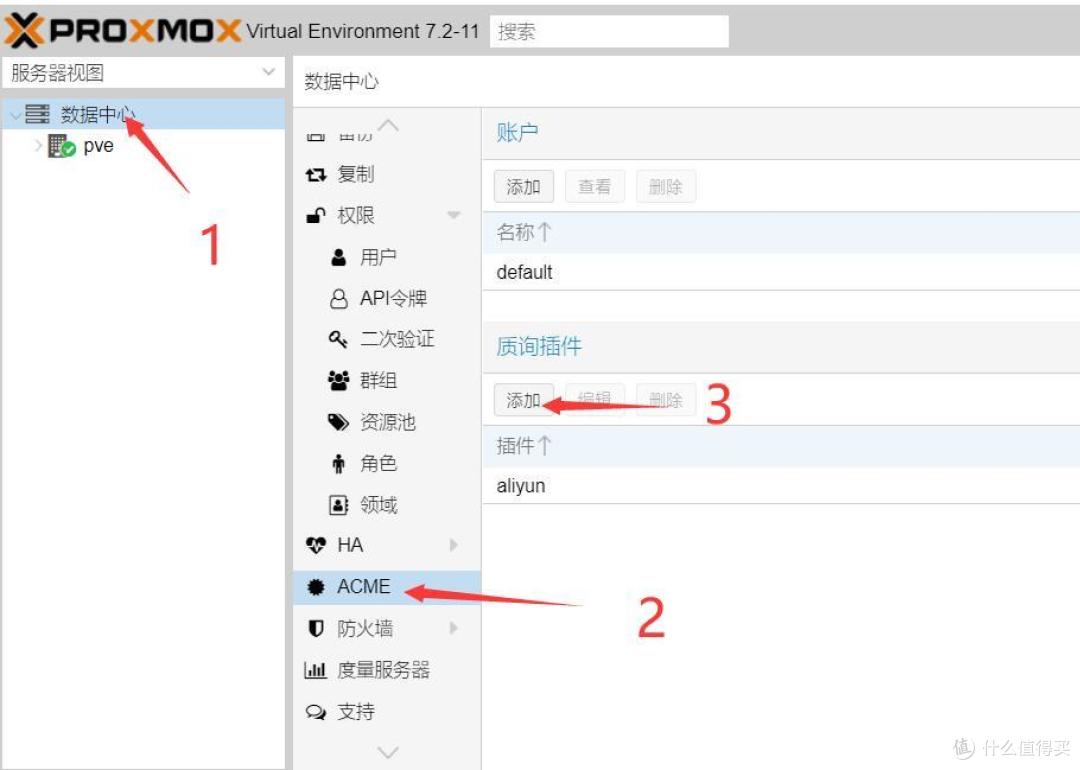 PROXMOX Virtual Environment 7.2-11 搜索
服务器视图
数据中心
pve
1
数据中心
备份
复制
权限
用户
API令牌
二次验证
群组
资源池
角色
领域
HA
ACME
2
防火墙
度量服务器
支持
账户
添加 查看 删除
名称↑
default
质询插件
添加 编辑 删除
3
插件↑
aliyun
值 什么值得买